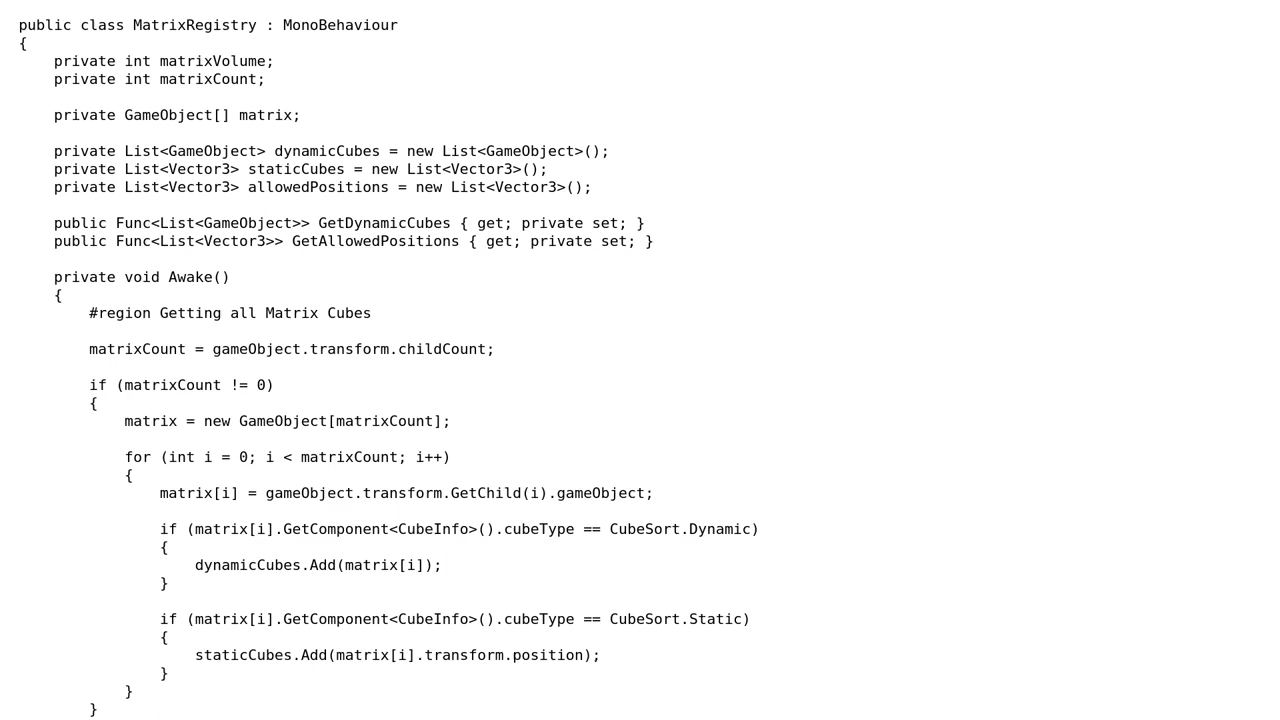 public class MatrixRegistry : MonoBehaviour
{
    private int matrixVolume;
    private int matrixCount;

    private GameObject[] matrix;

    private List<GameObject> dynamicCubes = new List<GameObject>();
    private List<Vector3> staticCubes = new List<Vector3>();
    private List<Vector3> allowedPositions = new List<Vector3>();

    public Func<List<GameObject>> GetDynamicCubes { get; private set; }
    public Func<List<Vector3>> GetAllowedPositions { get; private set; }

    private void Awake()
    {
        #region Getting all Matrix Cubes

        matrixCount = gameObject.transform.childCount;

        if (matrixCount != 0)
        {
            matrix = new GameObject[matrixCount];

            for (int i = 0; i < matrixCount; i++)
            {
                matrix[i] = gameObject.transform.GetChild(i).gameObject;

                if (matrix[i].GetComponent<CubeInfo>().cubeType == CubeSort.Dynamic)
                {
                    dynamicCubes.Add(matrix[i]);
                }

                if (matrix[i].GetComponent<CubeInfo>().cubeType == CubeSort.Static)
                {
                    staticCubes.Add(matrix[i].transform.position);
                }
            }
        }